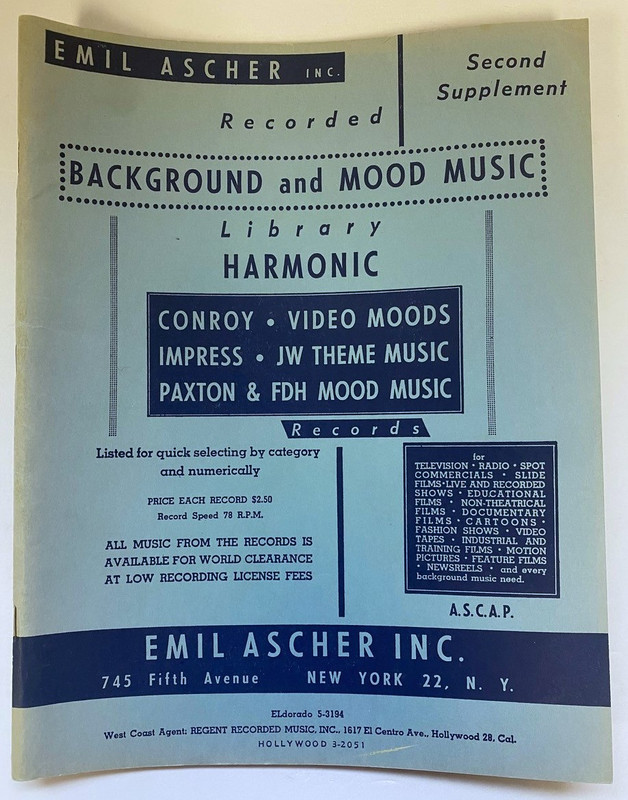 EMIL ASCHER INC.
Second
Supplement
Recorded
BACKGROUND and MOOD MUSIC
Library
HARMONIC
CONROY • VIDEO MOODS
IMPRESS • JW THEME MUSIC
PAXTON & FDH MOOD MUSIC
Records
Listed for quick selecting by category
and numerically
PRICE EACH RECORD $2.50
Record Speed 78 R.P.M.
ALL MUSIC FROM THE RECORDS IS
AVAILABLE FOR WORLD CLEARANCE
AT LOW RECORDING LICENSE FEES
for
TELEVISION • RADIO • SPOT
COMMERCIALS • SLIDE
FILMS•LIVE AND RECORDED
SHOWS • EDUCATIONAL
FILMS • NON-THEATRICAL
FILMS • DOCUMENTARY
FILMS • CARTOONS •
FASHION SHOWS • VIDEO
TAPES • INDUSTRIAL AND
TRAINING FILMS • MOTION
PICTURES • FEATURE FILMS
• NEWSREELS • and every
background music need.
A.S.C.A.P.
EMIL ASCHER INC.
745 Fifth Avenue NEW YORK 22, N. Y.
ELdorado 5-3194
West Coast Agent: REGENT RECORDED MUSIC, INC., 1617 El Centro Ave., Hollywood 28, Cal.
HOLLYWOOD 3-2051